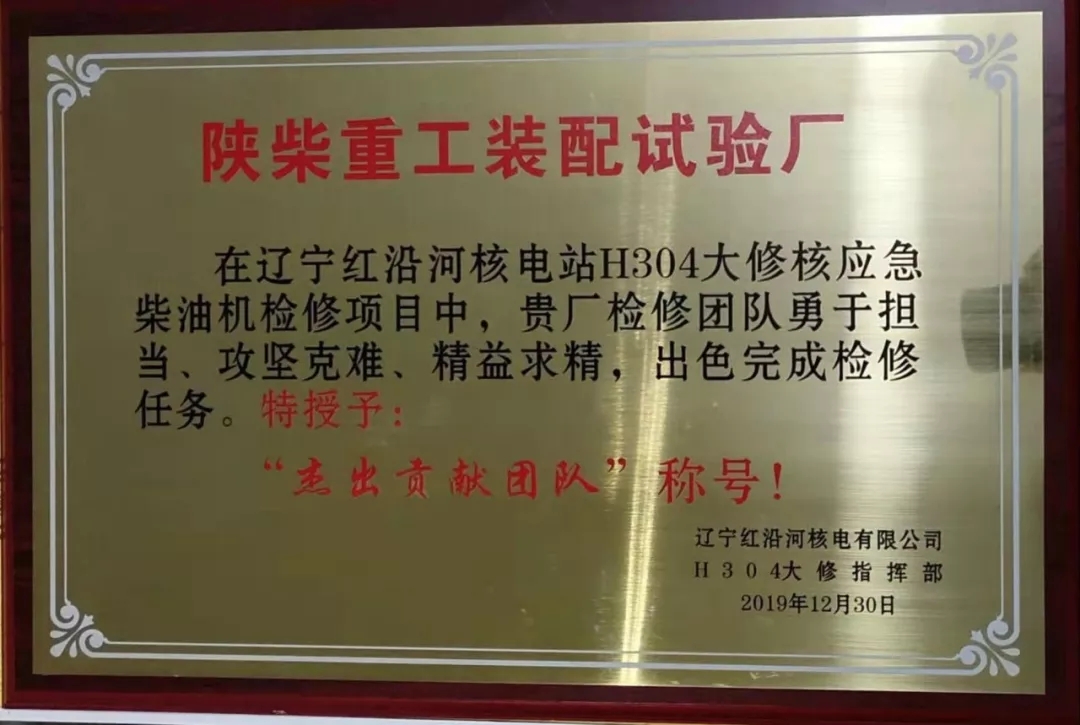 陕柴重工装配试验厂
在辽宁红沿河核电站H304大修核应急
柴油机检修项目中，贵厂检修团队勇于担
当、攻坚克难、精益求精，出色完成检修
任务。特授予：
“杰出贡献团队”称号！
辽宁红沿河核电有限公司
H304大修指挥部
2019年12月30日